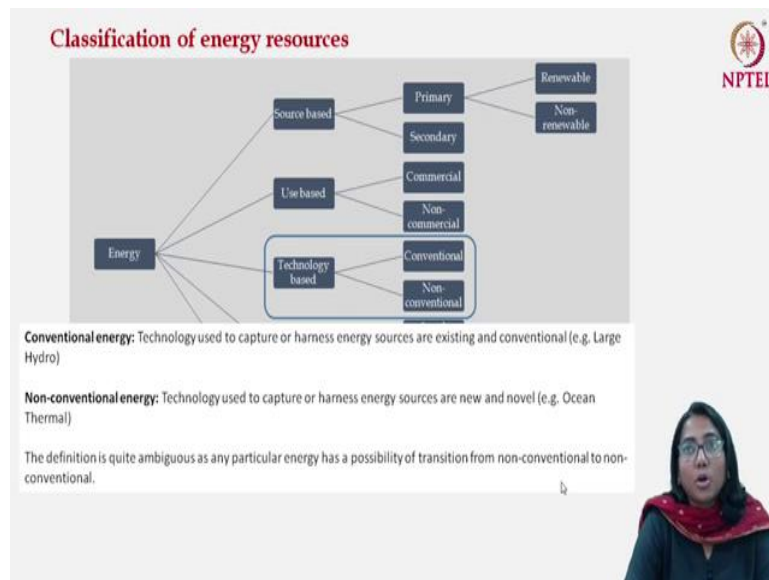 Classification of energy resources
NPTEL
Renewable
Primary
Source based
Non-
renewable
Secondary
Commercial
Use based
Non-
commercial
Energy
Conventional
Technology
based
Non-
conventional
Conventional energy: Technology used to capture or harness energy sources are existing and conventional (e.g. Large
Hydro)
Non-conventional energy: Technology used to capture or harness energy sources are new and novel (e.g. Ocean
Thermal)
The definition is quite ambiguous as any particular energy has a possibility of transition from non-conventional to non-
conventional.